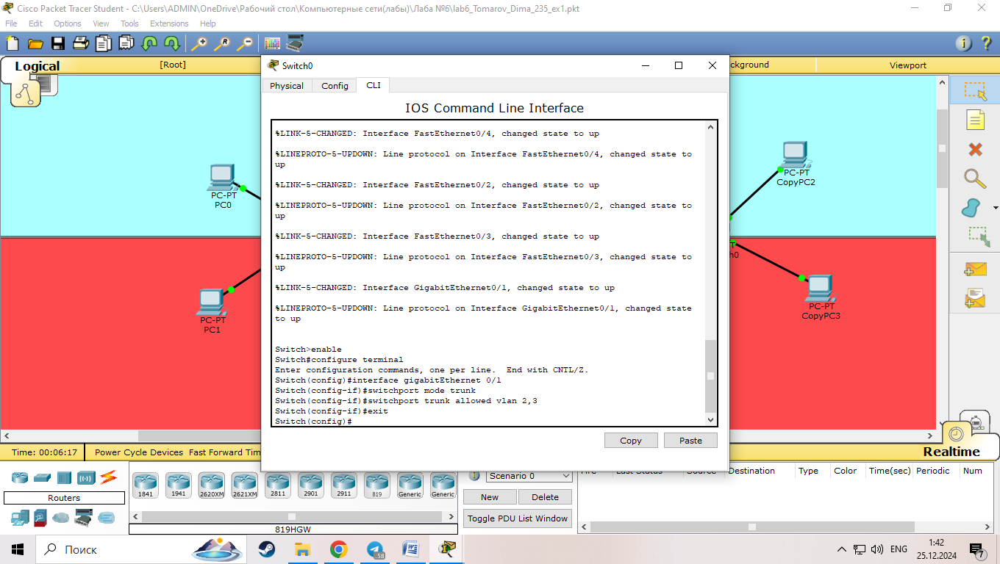 Cisco Packet Tracer Student - C:\Users\ADMIN\OneDrive\Рабочий стол\Компьютерные сети(лабы)\Лаба №6\lab6_Tomarov_Dima_235_ex1.pkt
File Edit Options View Tools Extensions Help
Logical
[Root]
Viewport
Switch0
Physical Config CLI
IOS Command Line Interface
%LINK-5-CHANGED: Interface FastEthernet0/4, changed state to up
%LINEPROTO-5-UPDOWN: Line protocol on Interface FastEthernet0/4, changed state to
up
%LINK-5-CHANGED: Interface FastEthernet0/2, changed state to up
%LINEPROTO-5-UPDOWN: Line protocol on Interface FastEthernet0/2, changed state to
up
%LINK-5-CHANGED: Interface FastEthernet0/3, changed state to up
%LINEPROTO-5-UPDOWN: Line protocol on Interface FastEthernet0/3, changed state to
up
%LINK-5-CHANGED: Interface GigabitEthernet0/1, changed state to up
%LINEPROTO-5-UPDOWN: Line protocol on Interface GigabitEthernet0/1, changed state
to up
Switch>enable
Switch#configure terminal
Enter configuration commands, one per line.  End with CNTL/Z.
Switch(config)#interface gigabitEthernet 0/1
Switch(config-if)#switchport mode trunk
Switch(config-if)#switchport trunk allowed vlan 2,3
Switch(config-if)#exit
Switch(config)#
Copy Paste
PC-PT
PC0
PC-PT
PC1
PC-PT
CopyPC2
PC-PT
CopyPC3
Time: 00:06:17 Power Cycle Devices Fast Forward Tim
Realtime
Routers
1841 1941 2620XM 2621XM 2811 2901 2911 819 Generic Generic
819HGW
Scenario 0
New Delete
Toggle PDU List Window
Last Status Source Destination Type Color Time(sec) Periodic Num
Поиск
58
ENG
1:42
25.12.2024
7